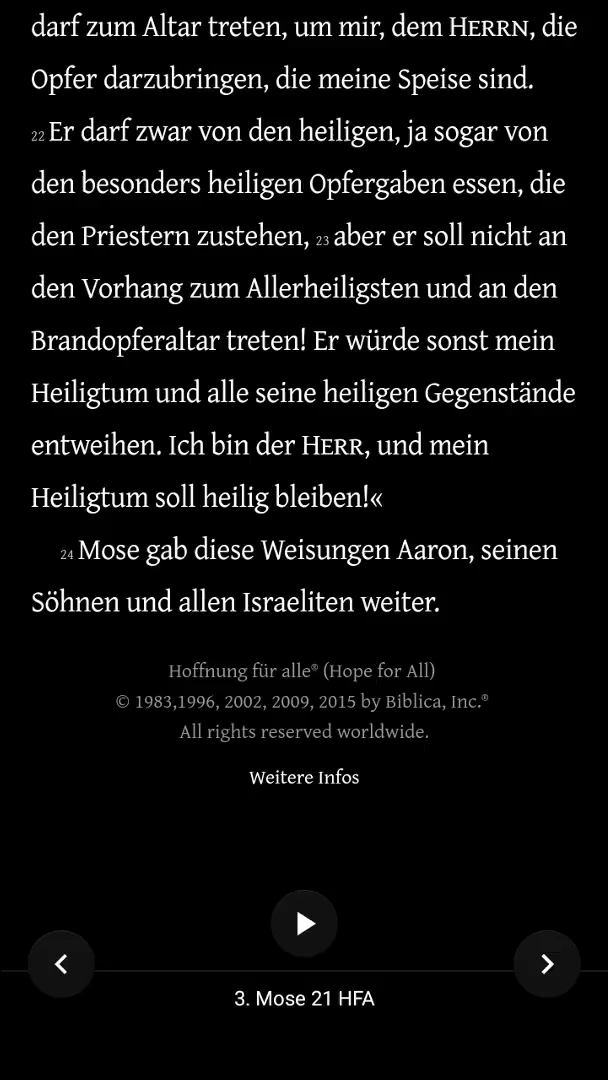 darf zum Altar treten, um mir, dem HERRN, die
Opfer darzubringen, die meine Speise sind.
22 Er darf zwar von den heiligen, ja sogar von
den besonders heiligen Opfergaben essen, die
den Priestern zustehen, 23 aber er soll nicht an
den Vorhang zum Allerheiligsten und an den
Brandopferaltar treten! Er würde sonst mein
Heiligtum und alle seine heiligen Gegenstände
entweihen. Ich bin der HERR, und mein
Heiligtum soll heilig bleiben!«
24 Mose gab diese Weisungen Aaron, seinen
Söhnen und allen Israeliten weiter.
Hoffnung für alle® (Hope for All)
© 1983,1996, 2002, 2009, 2015 by Biblica, Inc.®
All rights reserved worldwide.
Weitere Infos
3. Mose 21 HFA